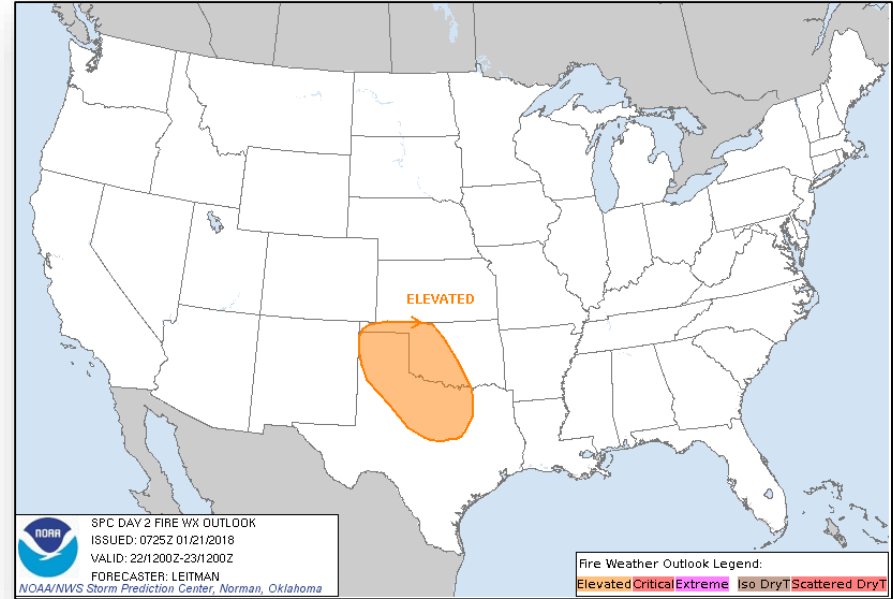 ELEVATED
NOAA
SPC DAY 2 FIRE WX OUTLOOK
ISSUED: 0725Z 01/21/2018
VALID: 22/1200Z-23/1200Z
FORECASTER: LEITMAN
NOAA/NWS Storm Prediction Center, Norman, Oklahoma
Fire Weather Outlook Legend:
Elevated Critical Extreme Iso DryT Scattered DryT